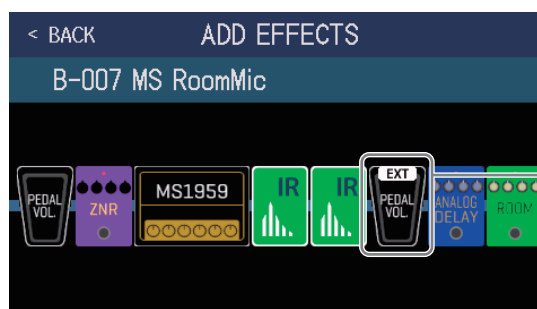 < BACK ADD EFFECTS
B-007 MS RoomMic
PEDAL
VOL.
ZNR
MS1959
IR
IR
EXT
PEDAL
VOL.
ANALOG
DELAY
ROOM